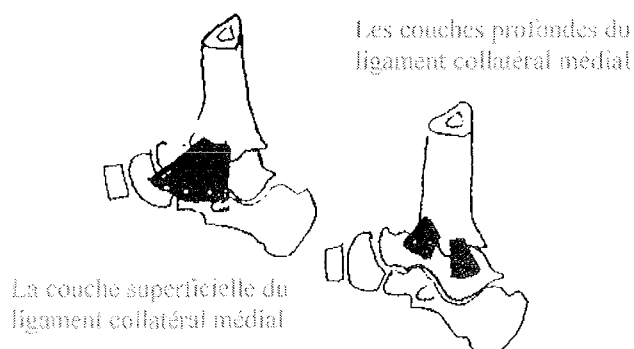 Les couches profondes du
ligament collatéral médial
La couche superficielle du
ligament collatéral médial